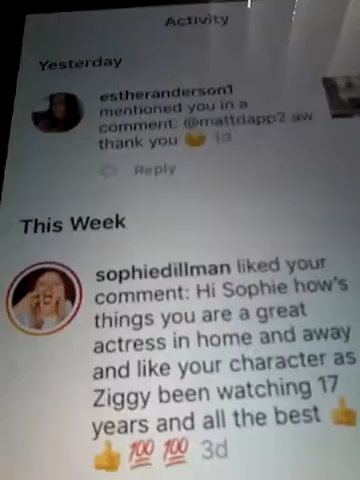 Activity
Yesterday
estheranderson1
mentioned you in a
comment: @mattdapp2 aw
thank you 😊 1d
Reply
This Week
sophiedillman liked your
comment: Hi Sophie how's
things you are a great
actress in home and away
and like your character as
Ziggy been watching 17
years and all the best 👍
👍 💯 💯 3d